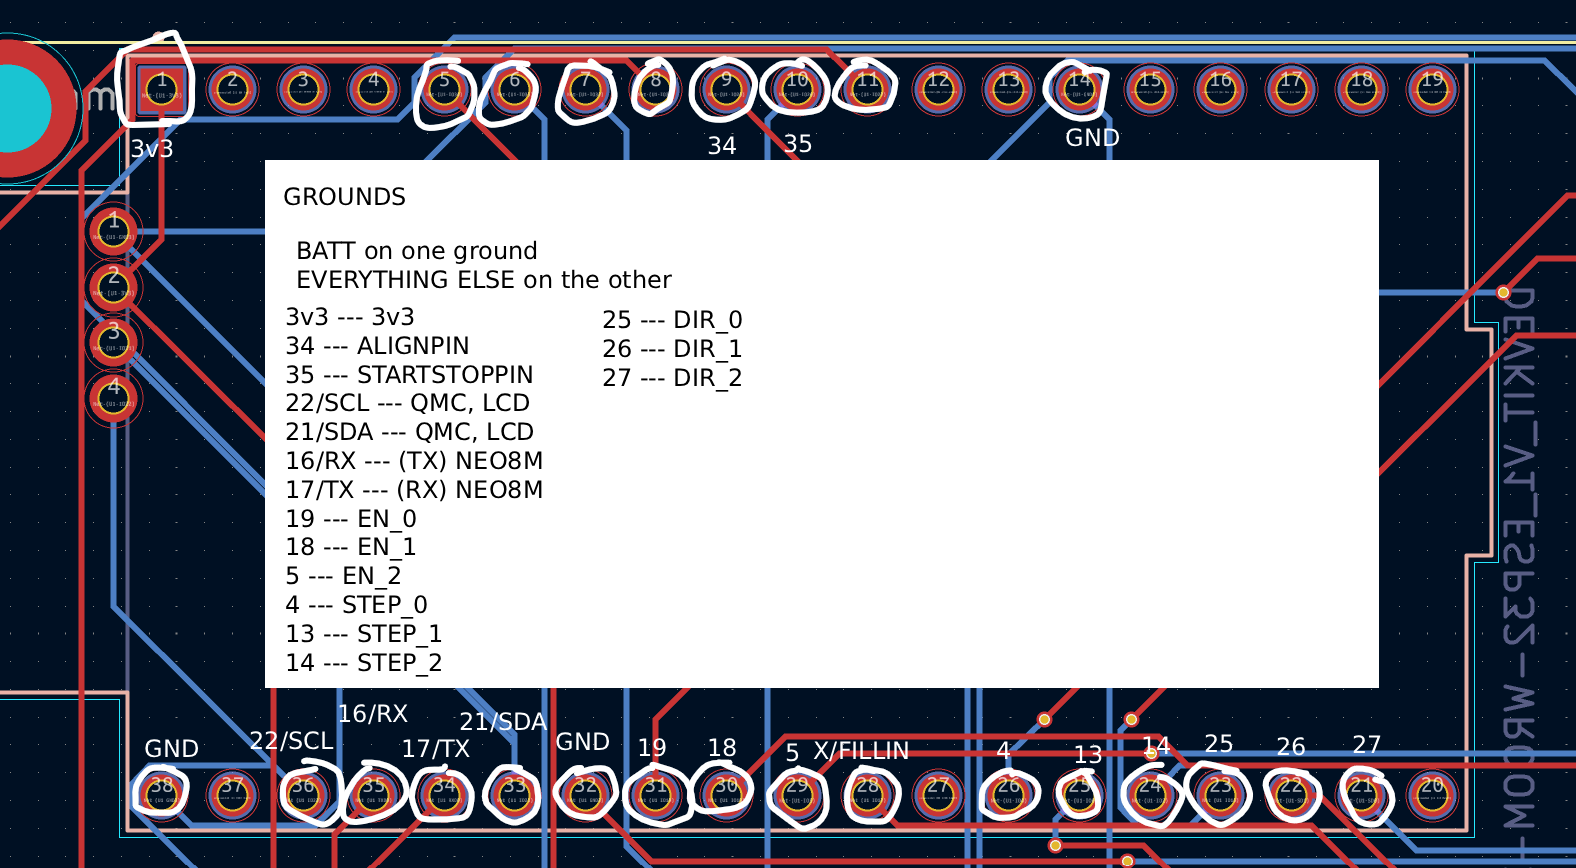 1 2 3 4 5 6 7 8 9 10 11 12 13 14 15 16 17 18 19
m
3v3
34
35
GND
1
2
3
4
GROUNDS
BATT on one ground
EVERYTHING ELSE on the other
3v3 --- 3v3
34 --- ALIGNPIN
35 --- STARTSTOPPIN
22/SCL --- QMC, LCD
21/SDA --- QMC, LCD
16/RX --- (TX) NEO8M
17/TX --- (RX) NEO8M
19 --- EN_0
18 --- EN_1
5 --- EN_2
4 --- STEP_0
13 --- STEP_1
14 --- STEP_2
25 --- DIR_0
26 --- DIR_1
27 --- DIR_2
DEVKIT_V1_ESP32-WROOM-
GND
22/SCL
16/RX
17/TX
21/SDA
GND
19
18
5
X/FILLIN
4
13
14
25
26
27
38 37 36 35 34 33 32 31 30 29 28 27 26 25 24 23 22 21 20